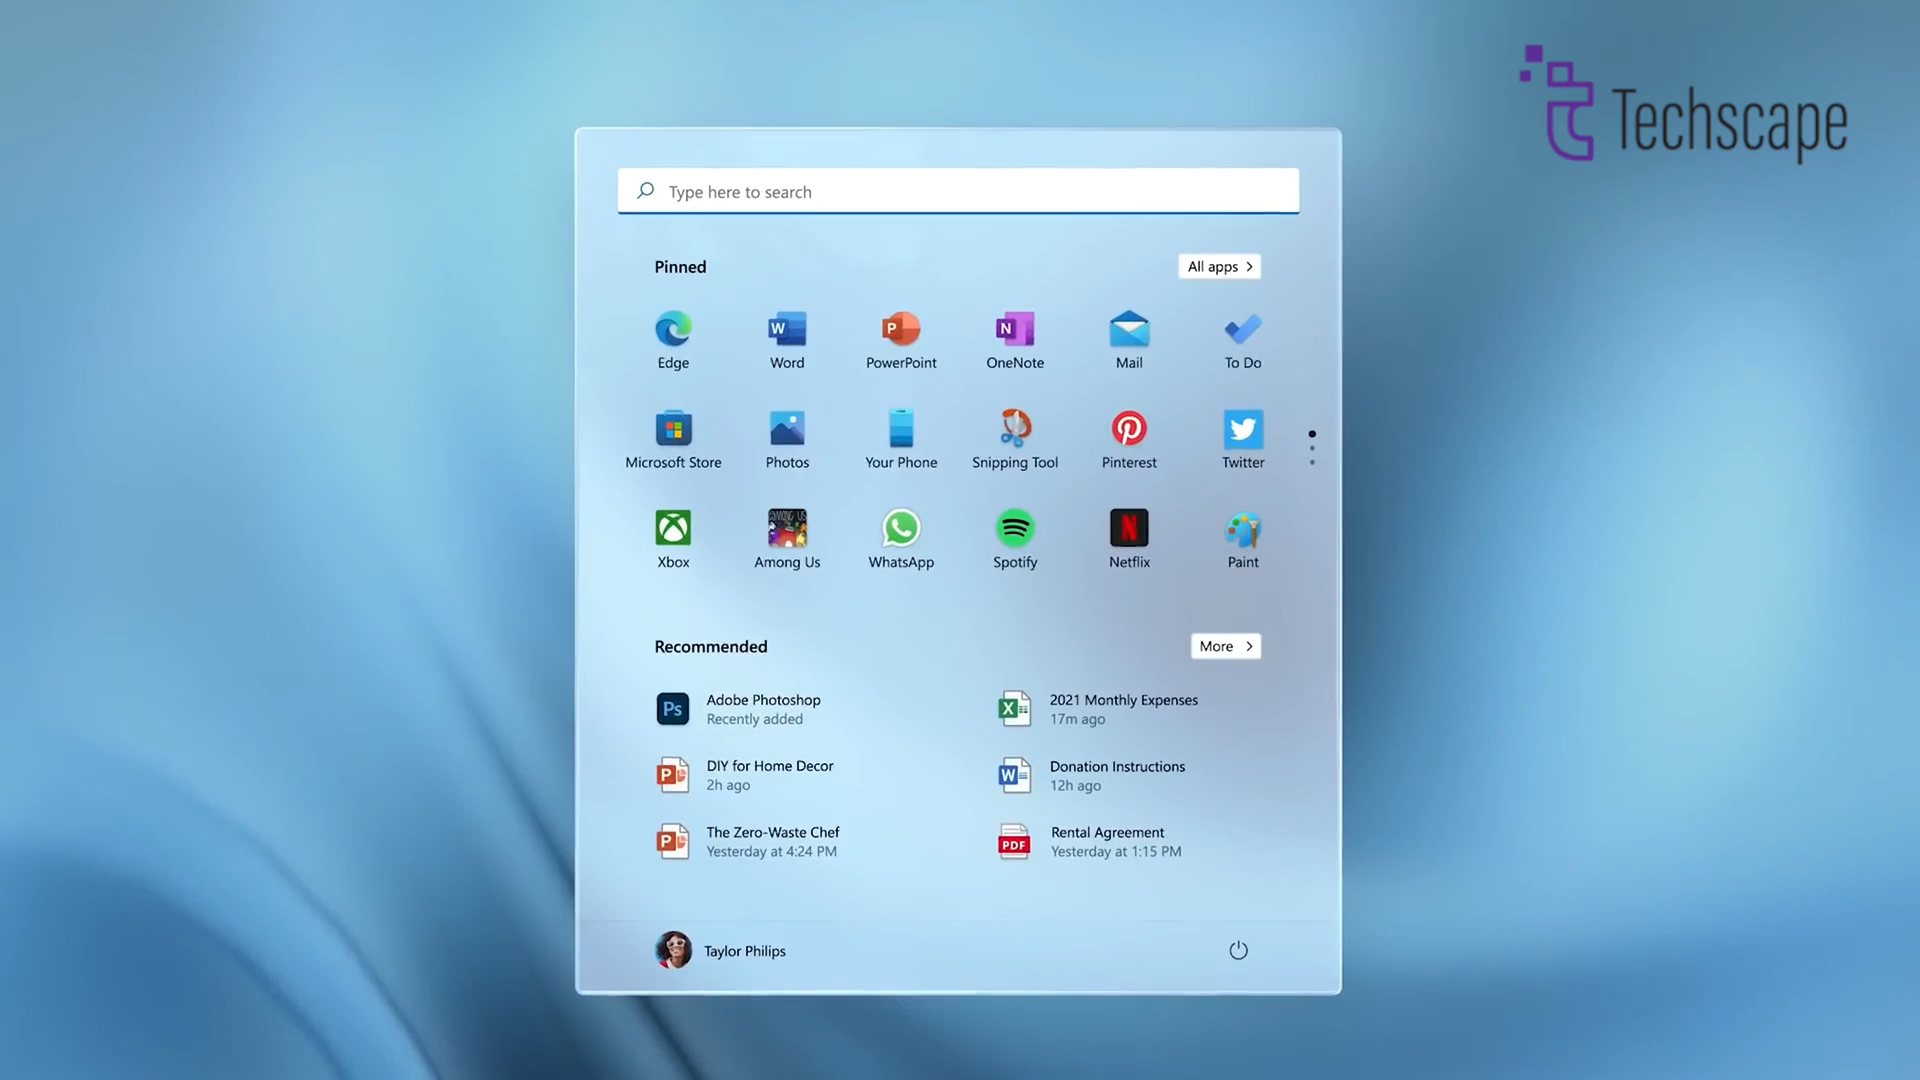 Techscape
Type here to search
Pinned
All apps
Edge
Word
PowerPoint
OneNote
Mail
To Do
Microsoft Store
Photos
Your Phone
Snipping Tool
Pinterest
Twitter
Xbox
Among Us
WhatsApp
Spotify
Netflix
Paint
Recommended
More
Ps
Adobe Photoshop
Recently added
2021 Monthly Expenses
17m ago
DIY for Home Decor
2h ago
Donation Instructions
12h ago
The Zero-Waste Chef
Yesterday at 4:24 PM
PDF
Rental Agreement
Yesterday at 1:15 PM
Taylor Philips